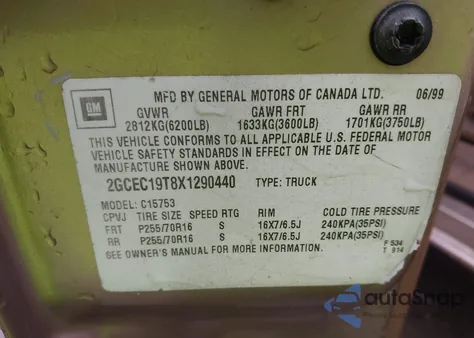 GM
MFD BY GENERAL MOTORS OF CANADA LTD. 06/99
GVWR GAWR FRT GAWR RR
2812KG(6200LB) 1633KG(3600LB) 1701KG(3750LB)
THIS VEHICLE CONFORMS TO ALL APPLICABLE U.S. FEDERAL MOTOR
VEHICLE SAFETY STANDARDS IN EFFECT ON THE DATE OF
MANUFACTURE SHOWN ABOVE.
2GCEC19T8X1290440 TYPE: TRUCK
MODEL: C15753
CPVJ TIRE SIZE SPEED RTG RIM COLD TIRE PRESSURE
FRT P255/70R16 S 16X7/6.5J 240KPA(35PSI)
RR P255/70R16 S 16X7/6.5J 240KPA(35PSI)
SEE OWNER'S MANUAL FOR MORE INFORMATION.
F 534
T 914
autoSnap